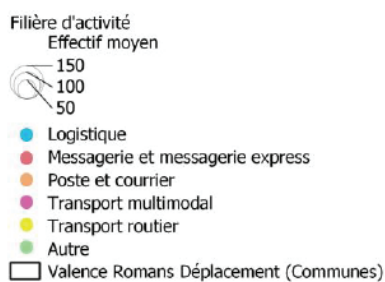 Filière d'activité
Effectif moyen
150
100
50
Logistique
Messagerie et messagerie express
Poste et courrier
Transport multimodal
Transport routier
Autre
Valence Romans Déplacement (Communes)